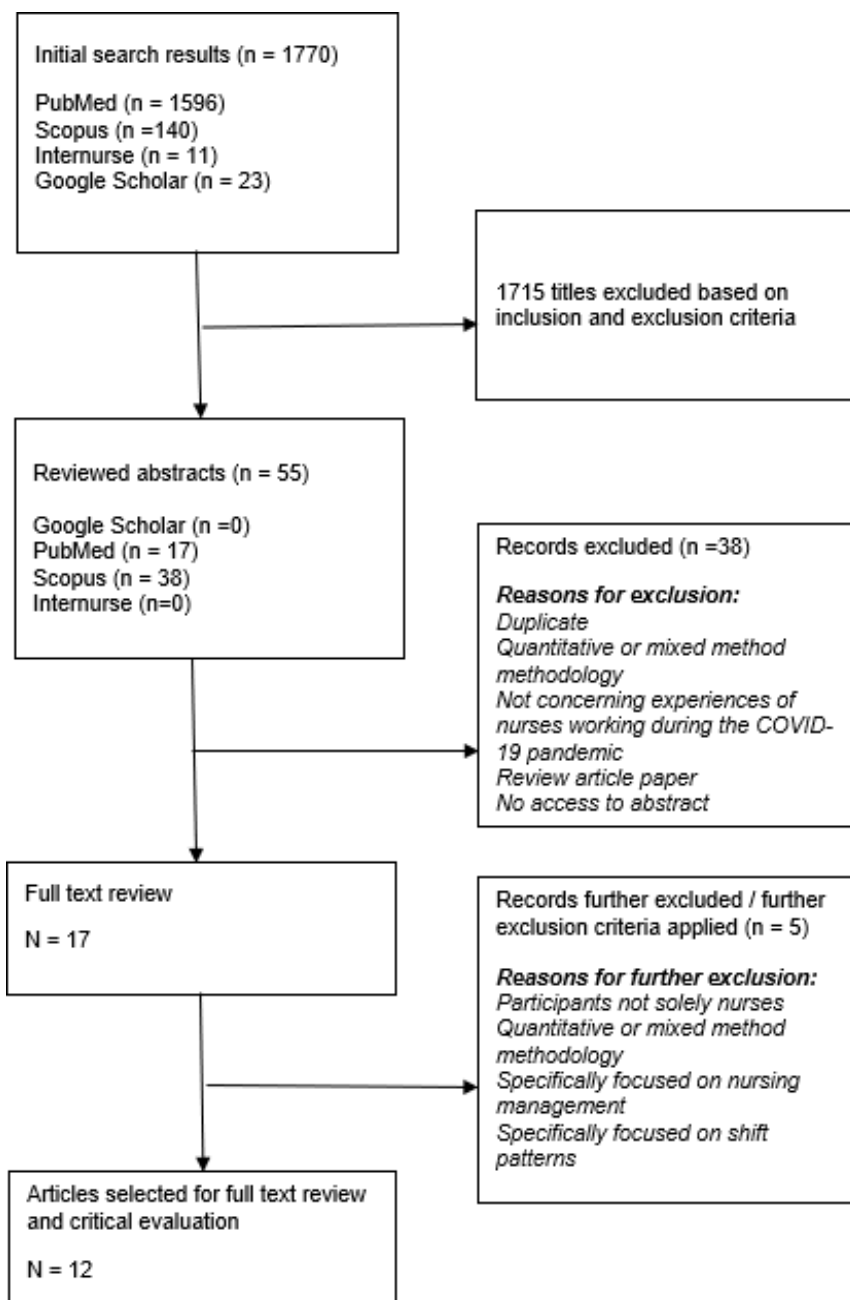 Initial search results (n = 1770)
PubMed (n = 1596)
Scopus (n =140)
Internurse (n = 11)
Google Scholar (n = 23)
1715 titles excluded based on
inclusion and exclusion criteria
Reviewed abstracts (n = 55)
Google Scholar (n =0)
PubMed (n = 17)
Scopus (n = 38)
Internurse (n=0)
Records excluded (n =38)
Reasons for exclusion:
Duplicate
Quantitative or mixed method
methodology
Not concerning experiences of
nurses working during the COVID-
19 pandemic
Review article paper
No access to abstract
Full text review
N = 17
Records further excluded / further
exclusion criteria applied (n = 5)
Reasons for further exclusion:
Participants not solely nurses
Quantitative or mixed method
methodology
Specifically focused on nursing
management
Specifically focused on shift
patterns
Articles selected for full text review
and critical evaluation
N = 12